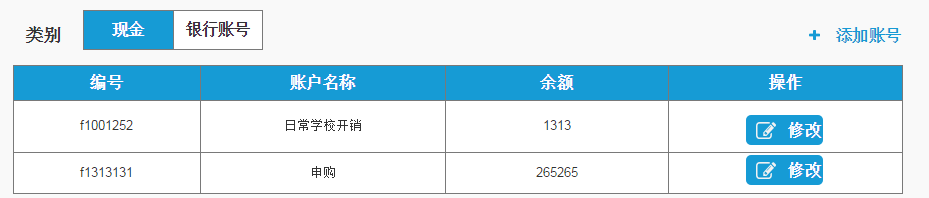 类别 现金 银行账号 + 添加账号
编号 账户名称 余额 操作
f1001252 日常学校开销 1313 修改
f1313131 申购 265265 修改